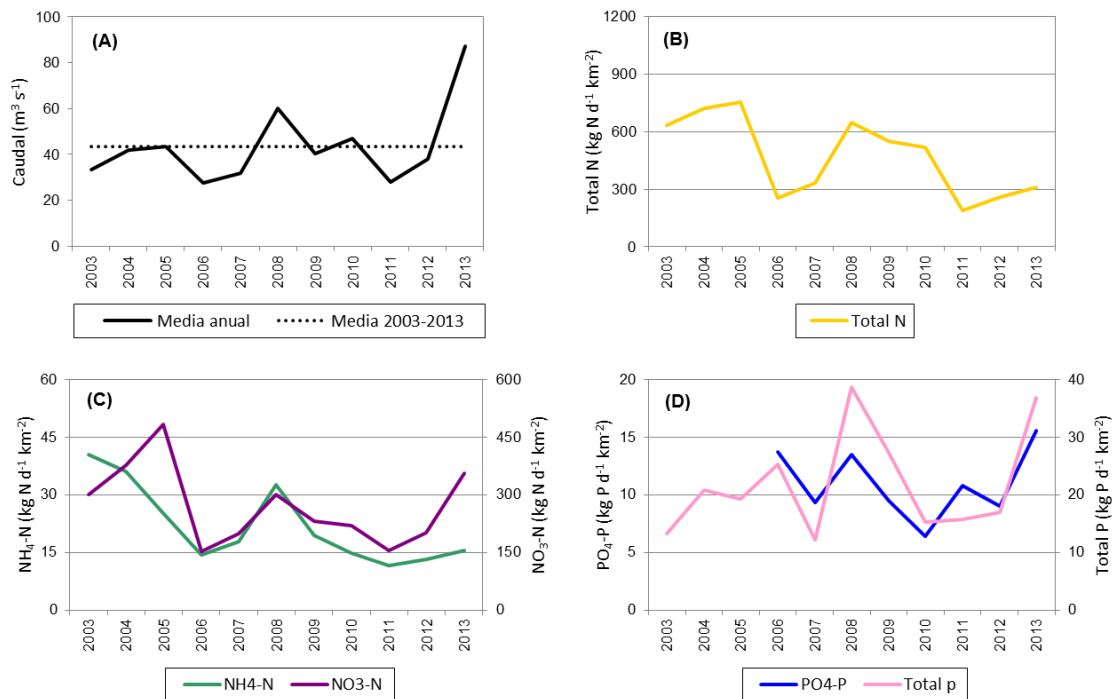 (A)
Caudal (m³ s⁻¹)
100
80
60
40
20
0
2003 2004 2005 2006 2007 2008 2009 2010 2011 2012 2013
Media anual Media 2003-2013
(B)
Total N (kg N d⁻¹ km⁻²)
1200
900
600
300
0
2003 2004 2005 2006 2007 2008 2009 2010 2011 2012 2013
Total N
(C)
NH₄-N (kg N d⁻¹ km⁻²)
60
45
30
15
0
600
450
300
150
0
NO₃-N (kg N d⁻¹ km⁻²)
2003 2004 2005 2006 2007 2008 2009 2010 2011 2012 2013
NH4-N NO3-N
(D)
PO₄-P (kg P d⁻¹ km⁻²)
20
15
10
5
0
40
30
20
10
0
Total P (kg P d⁻¹ km⁻²)
2003 2004 2005 2006 2007 2008 2009 2010 2011 2012 2013
PO4-P Total p